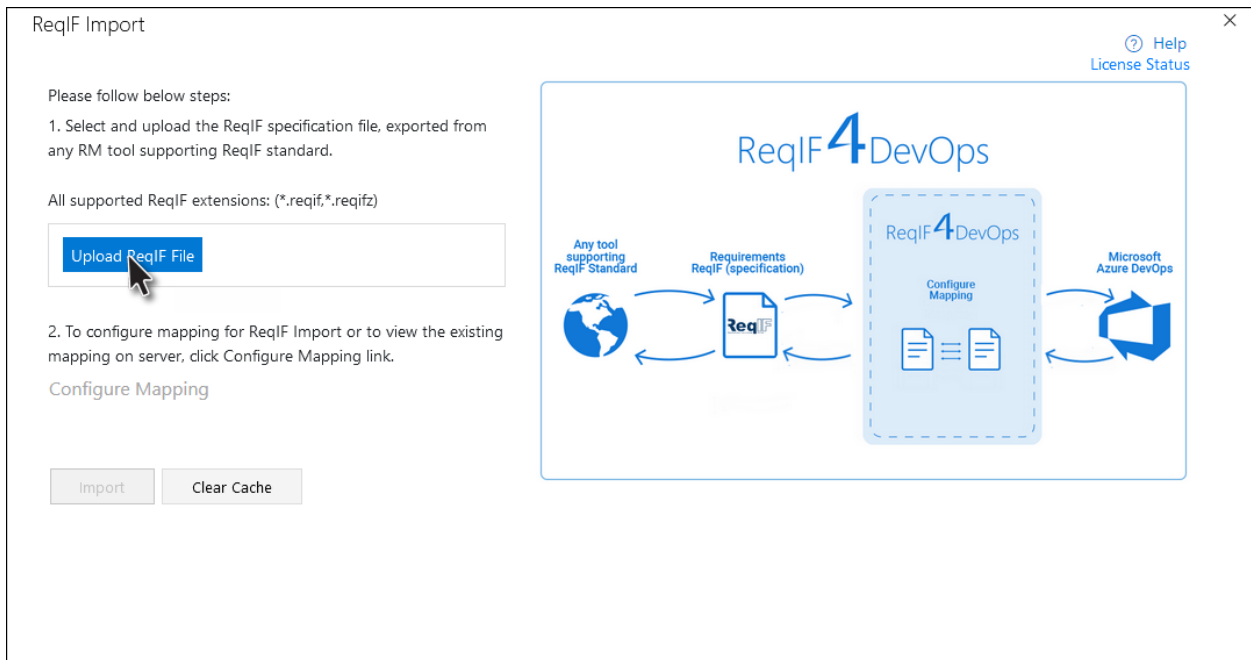 ReqIF Import
Help
License Status
Please follow below steps:
1. Select and upload the ReqIF specification file, exported from
any RM tool supporting ReqIF standard.
All supported ReqIF extensions: (*.reqif,*.reqifz)
Upload ReqIF File
2. To configure mapping for ReqIF Import or to view the existing
mapping on server, click Configure Mapping link.
Configure Mapping
Import
Clear Cache
ReqIF4DevOps
Any tool
supporting
ReqIF Standard
Requirements
ReqIF (specification)
ReqIF
ReqIF4DevOps
Configure
Mapping
Microsoft
Azure DevOps